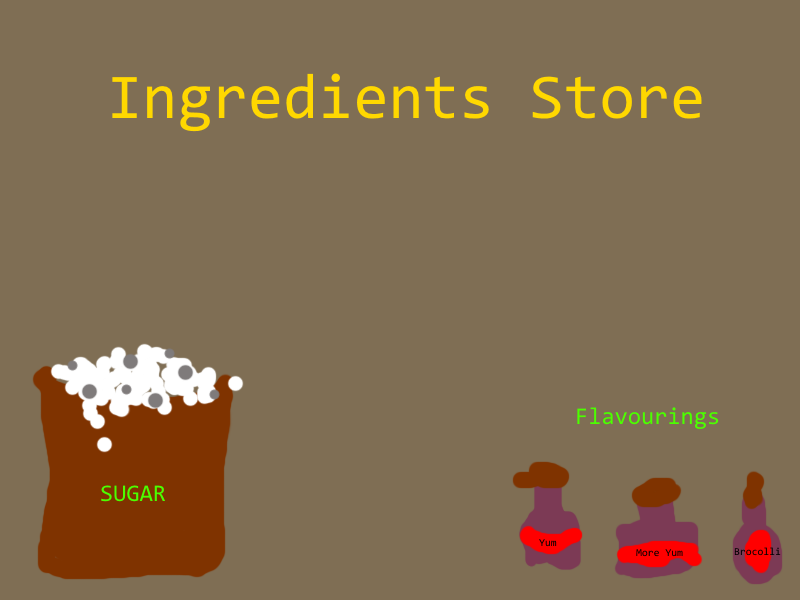 Ingredients Store
Flavourings
SUGAR
Yum
More Yum
Brocolli